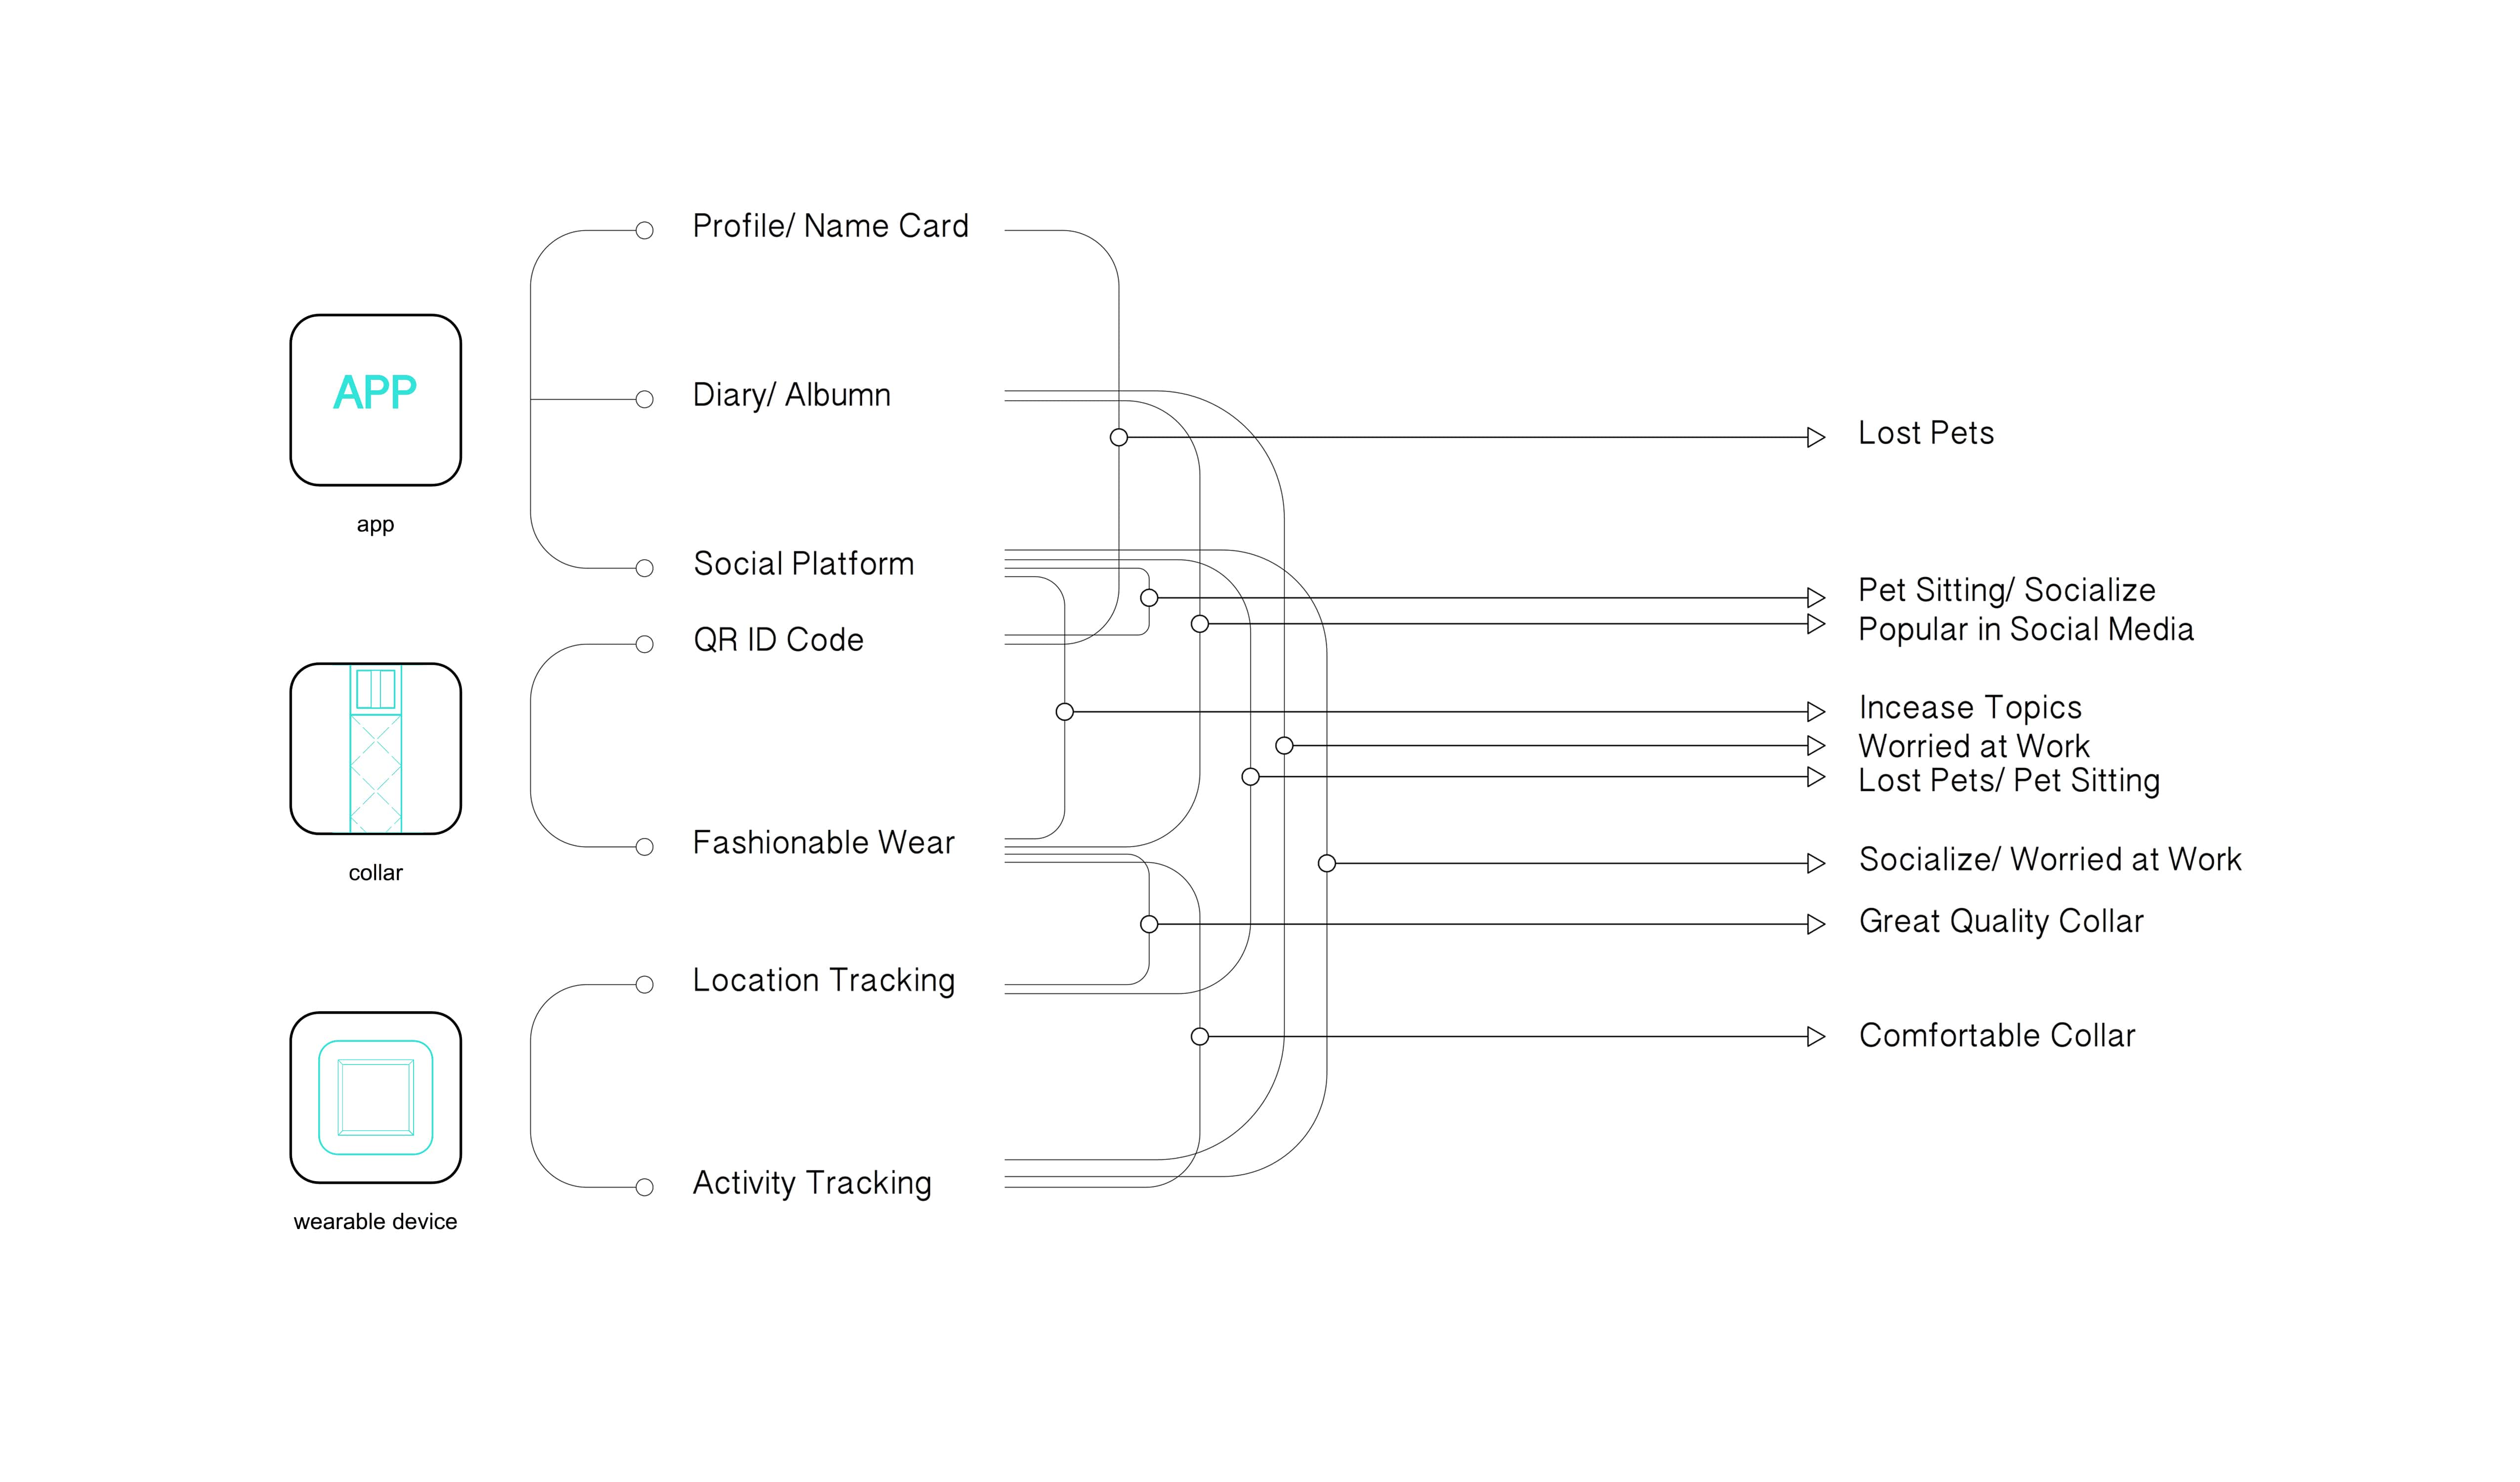 APP
app
collar
wearable device
Profile/ Name Card
Diary/ Albumn
Social Platform
QR ID Code
Fashionable Wear
Location Tracking
Activity Tracking
Lost Pets
Pet Sitting/ Socialize
Popular in Social Media
Incease Topics
Worried at Work
Lost Pets/ Pet Sitting
Socialize/ Worried at Work
Great Quality Collar
Comfortable Collar